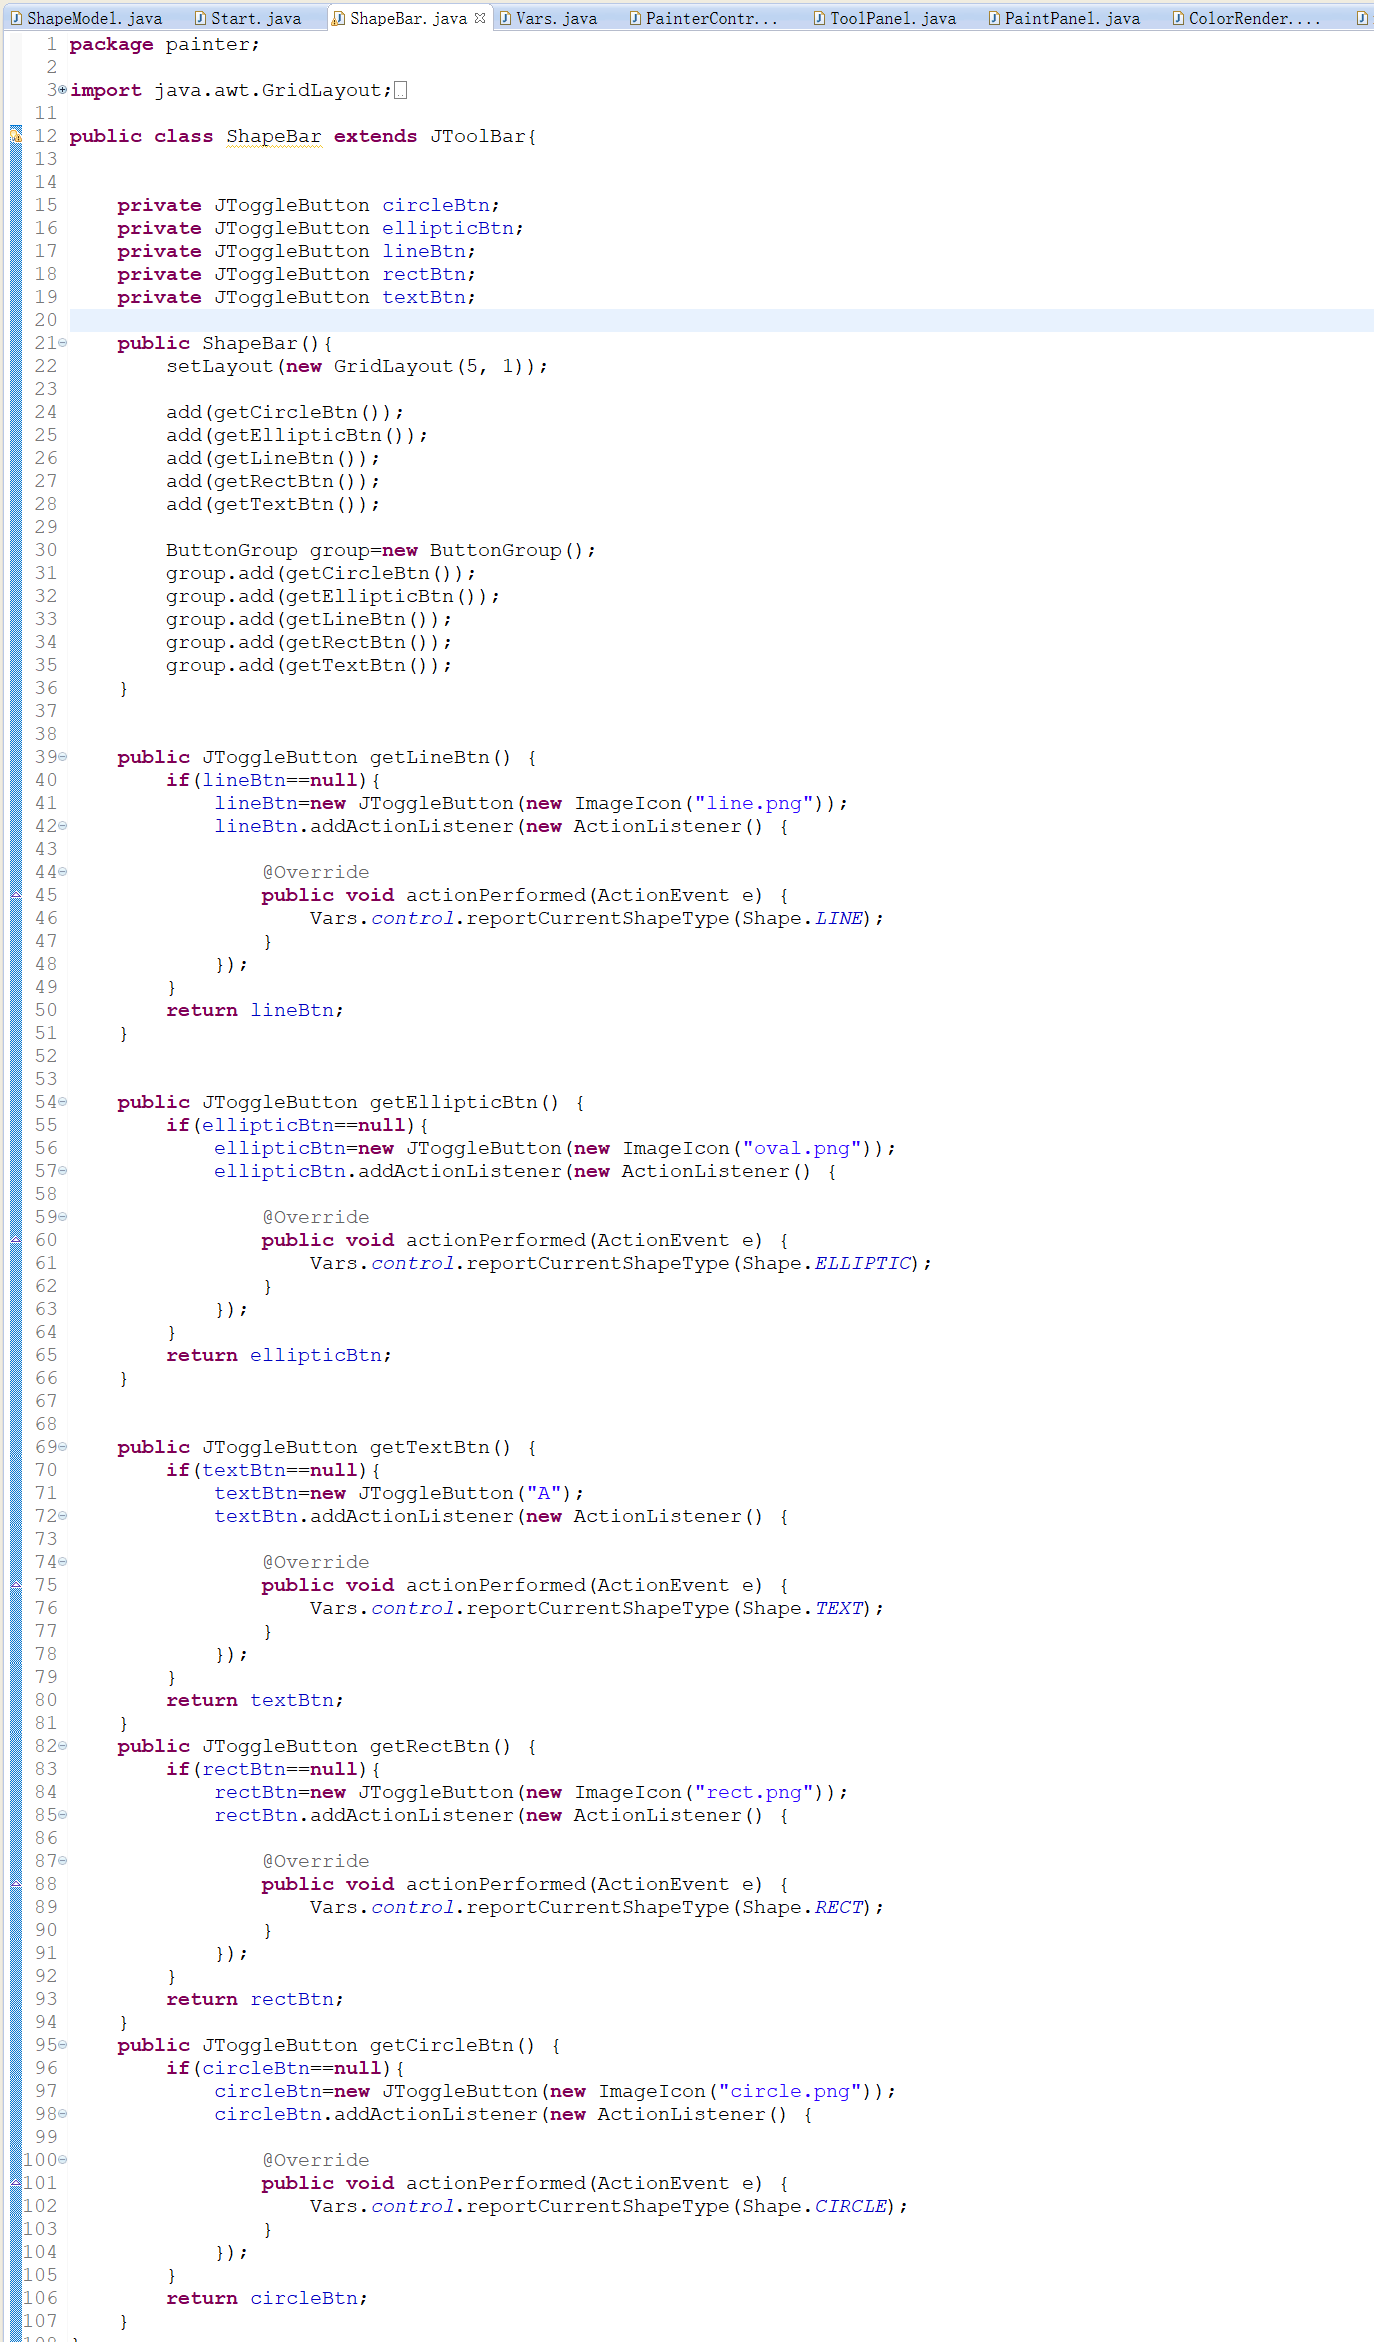 ShapeModel.java Start.java ShapeBar.java Vars.java PainterContr... ToolPanel.java PaintPanel.java ColorRender....
1 package painter;
2
3 import java.awt.GridLayout;
11
12 public class ShapeBar extends JToolBar{
13
14
15 private JToggleButton circleBtn;
16 private JToggleButton ellipticBtn;
17 private JToggleButton lineBtn;
18 private JToggleButton rectBtn;
19 private JToggleButton textBtn;
20
21 public ShapeBar(){
22 setLayout(new GridLayout(5, 1));
23
24 add(getCircleBtn());
25 add(getEllipticBtn());
26 add(getLineBtn());
27 add(getRectBtn());
28 add(getTextBtn());
29
30 ButtonGroup group=new ButtonGroup();
31 group.add(getCircleBtn());
32 group.add(getEllipticBtn());
33 group.add(getLineBtn());
34 group.add(getRectBtn());
35 group.add(getTextBtn());
36 }
37
38
39 public JToggleButton getLineBtn() {
40 if(lineBtn==null){
41 lineBtn=new JToggleButton(new ImageIcon("line.png"));
42 lineBtn.addActionListener(new ActionListener() {
43
44 @Override
45 public void actionPerformed(ActionEvent e) {
46 Vars.control.reportCurrentShapeType(Shape.LINE);
47 }
48 });
49 }
50 return lineBtn;
51 }
52
53
54 public JToggleButton getEllipticBtn() {
55 if(ellipticBtn==null){
56 ellipticBtn=new JToggleButton(new ImageIcon("oval.png"));
57 ellipticBtn.addActionListener(new ActionListener() {
58
59 @Override
60 public void actionPerformed(ActionEvent e) {
61 Vars.control.reportCurrentShapeType(Shape.ELLIPTIC);
62 }
63 });
64 }
65 return ellipticBtn;
66 }
67
68
69 public JToggleButton getTextBtn() {
70 if(textBtn==null){
71 textBtn=new JToggleButton("A");
72 textBtn.addActionListener(new ActionListener() {
73
74 @Override
75 public void actionPerformed(ActionEvent e) {
76 Vars.control.reportCurrentShapeType(Shape.TEXT);
77 }
78 });
79 }
80 return textBtn;
81 }
82 public JToggleButton getRectBtn() {
83 if(rectBtn==null){
84 rectBtn=new JToggleButton(new ImageIcon("rect.png"));
85 rectBtn.addActionListener(new ActionListener() {
86
87 @Override
88 public void actionPerformed(ActionEvent e) {
89 Vars.control.reportCurrentShapeType(Shape.RECT);
90 }
91 });
92 }
93 return rectBtn;
94 }
95 public JToggleButton getCircleBtn() {
96 if(circleBtn==null){
97 circleBtn=new JToggleButton(new ImageIcon("circle.png"));
98 circleBtn.addActionListener(new ActionListener() {
99
100 @Override
101 public void actionPerformed(ActionEvent e) {
102 Vars.control.reportCurrentShapeType(Shape.CIRCLE);
103 }
104 });
105 }
106 return circleBtn;
107 }